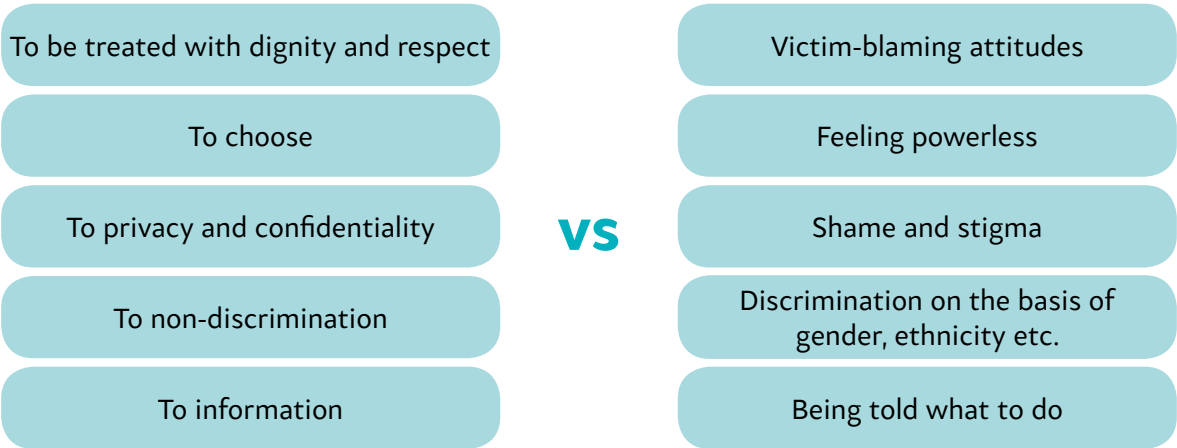 To be treated with dignity and respect
Victim-blaming attitudes
To choose
Feeling powerless
To privacy and confidentiality
vs
Shame and stigma
To non-discrimination
Discrimination on the basis of
gender, ethnicity etc.
To information
Being told what to do